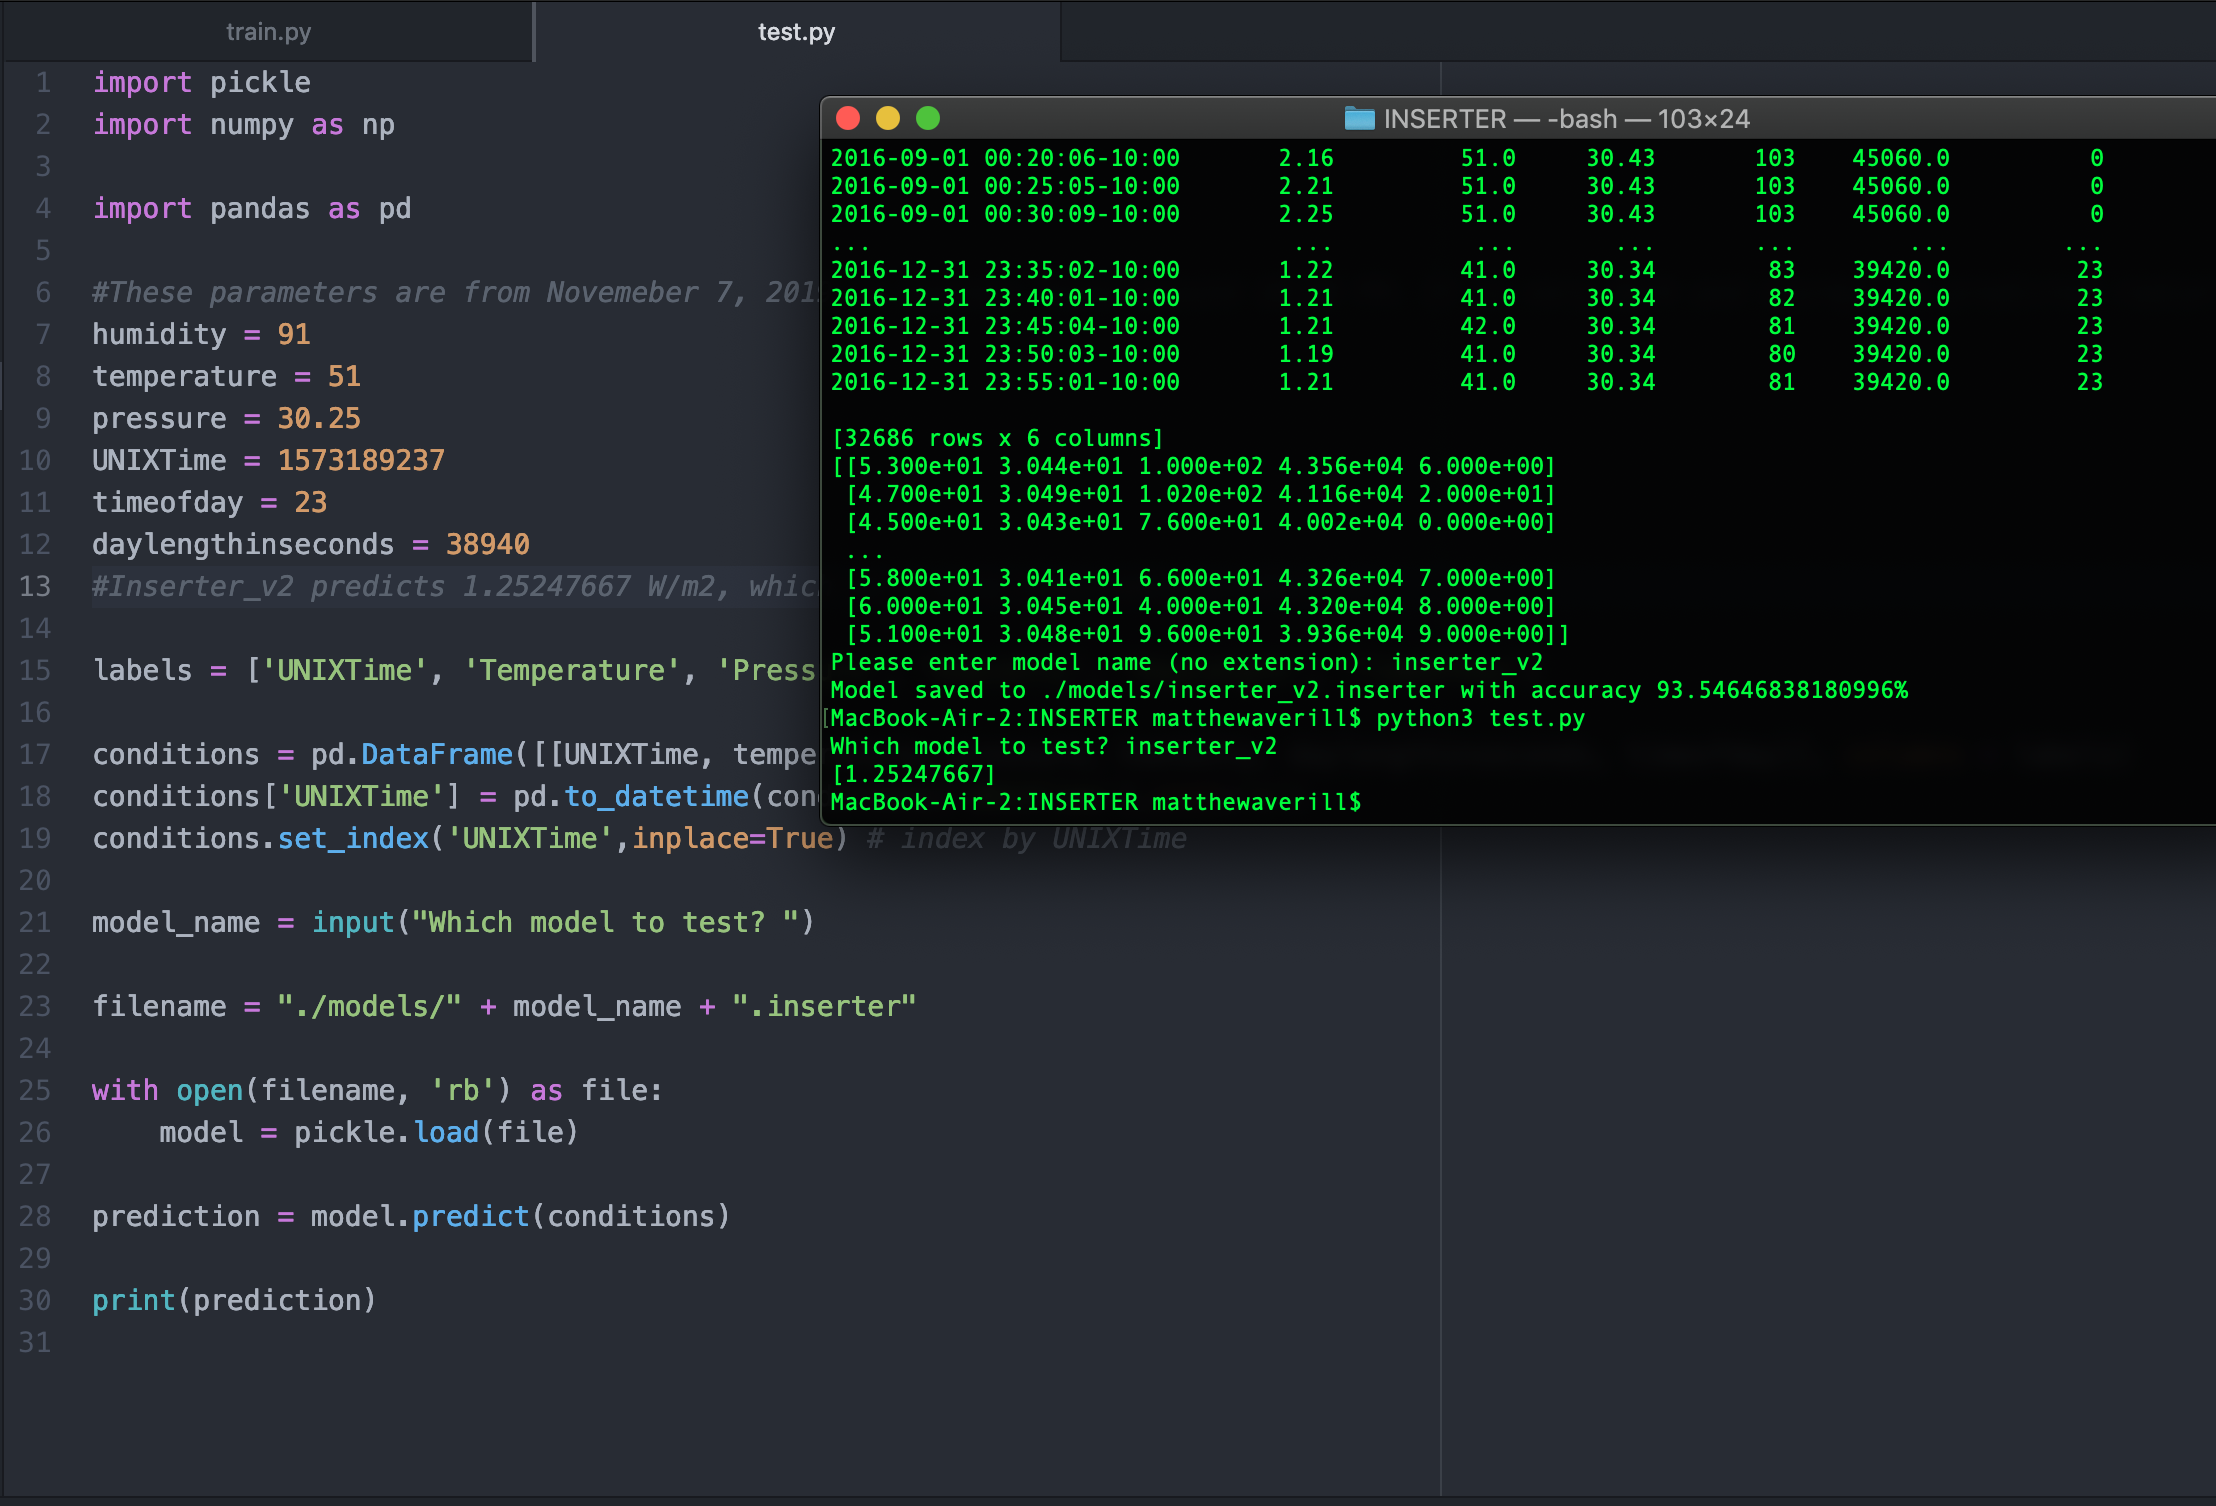 train.py
test.py
1 import pickle
2 import numpy as np
3
4 import pandas as pd
5
6 #These parameters are from Novemeber 7, 201
7 humidity = 91
8 temperature = 51
9 pressure = 30.25
10 UNIXTime = 1573189237
11 timeofday = 23
12 daylengthinseconds = 38940
13 #Inserter_v2 predicts 1.25247667 W/m2, whic
14
15 labels = ['UNIXTime', 'Temperature', 'Press
16
17 conditions = pd.DataFrame([[UNIXTime, tempe
18 conditions['UNIXTime'] = pd.to_datetime(con
19 conditions.set_index('UNIXTime',inplace=True) # index by UNIXTime
20
21 model_name = input("Which model to test? ")
22
23 filename = "./models/" + model_name + ".inserter"
24
25 with open(filename, 'rb') as file:
26     model = pickle.load(file)
27
28 prediction = model.predict(conditions)
29
30 print(prediction)
31
INSERTER — -bash — 103×24
2016-09-01 00:20:06-10:00 2.16 51.0 30.43 103 45060.0 0
2016-09-01 00:25:05-10:00 2.21 51.0 30.43 103 45060.0 0
2016-09-01 00:30:09-10:00 2.25 51.0 30.43 103 45060.0 0
... ... ... ... ... ... ...
2016-12-31 23:35:02-10:00 1.22 41.0 30.34 83 39420.0 23
2016-12-31 23:40:01-10:00 1.21 41.0 30.34 82 39420.0 23
2016-12-31 23:45:04-10:00 1.21 42.0 30.34 81 39420.0 23
2016-12-31 23:50:03-10:00 1.19 41.0 30.34 80 39420.0 23
2016-12-31 23:55:01-10:00 1.21 41.0 30.34 81 39420.0 23
[32686 rows x 6 columns]
[[5.300e+01 3.044e+01 1.000e+02 4.356e+04 6.000e+00]
[4.700e+01 3.049e+01 1.020e+02 4.116e+04 2.000e+01]
[4.500e+01 3.043e+01 7.600e+01 4.002e+04 0.000e+00]
...
[5.800e+01 3.041e+01 6.600e+01 4.326e+04 7.000e+00]
[6.000e+01 3.045e+01 4.000e+01 4.320e+04 8.000e+00]
[5.100e+01 3.048e+01 9.600e+01 3.936e+04 9.000e+00]]
Please enter model name (no extension): inserter_v2
Model saved to ./models/inserter_v2.inserter with accuracy 93.54646838180996%
[MacBook-Air-2:INSERTER matthewaverill$ python3 test.py
Which model to test? inserter_v2
[1.25247667]
MacBook-Air-2:INSERTER matthewaverill$